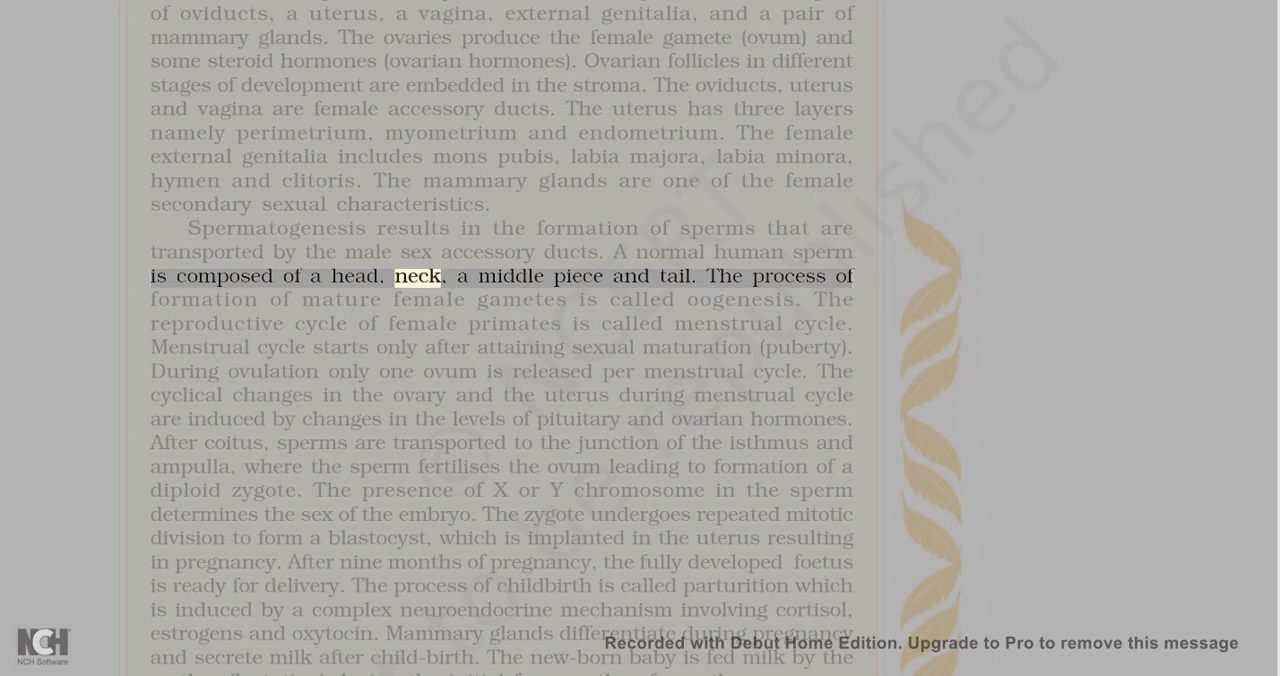 of oviducts, a uterus, a vagina, external genitalia, and a pair of
mammary glands. The ovaries produce the female gamete (ovum) and
some steroid hormones (ovarian hormones). Ovarian follicles in different
stages of development are embedded in the stroma. The oviducts, uterus
and vagina are female accessory ducts. The uterus has three layers
namely perimetrium, myometrium and endometrium. The female
external genitalia includes mons pubis, labia majora, labia minora,
hymen and clitoris. The mammary glands are one of the female
secondary sexual characteristics.
Spermatogenesis results in the formation of sperms that are
transported by the male sex accessory ducts. A normal human sperm
is composed of a head, neck, a middle piece and tail. The process of
formation of mature female gametes is called oogenesis. The
reproductive cycle of female primates is called menstrual cycle.
Menstrual cycle starts only after attaining sexual maturation (puberty).
During ovulation only one ovum is released per menstrual cycle. The
cyclical changes in the ovary and the uterus during menstrual cycle
are induced by changes in the levels of pituitary and ovarian hormones.
After coitus, sperms are transported to the junction of the isthmus and
ampulla, where the sperm fertilises the ovum leading to formation of a
diploid zygote. The presence of X or Y chromosome in the sperm
determines the sex of the embryo. The zygote undergoes repeated mitotic
division to form a blastocyst, which is implanted in the uterus resulting
in pregnancy. After nine months of pregnancy, the fully developed foetus
is ready for delivery. The process of childbirth is called parturition which
is induced by a complex neuroendocrine mechanism involving cortisol,
estrogens and oxytocin. Mammary glands differentiate during pregnancy
and secrete milk after child-birth. The new-born baby is fed milk by the
© NCERT
republished
NCH
NCH Software
Recorded with Debut Home Edition. Upgrade to Pro to remove this message